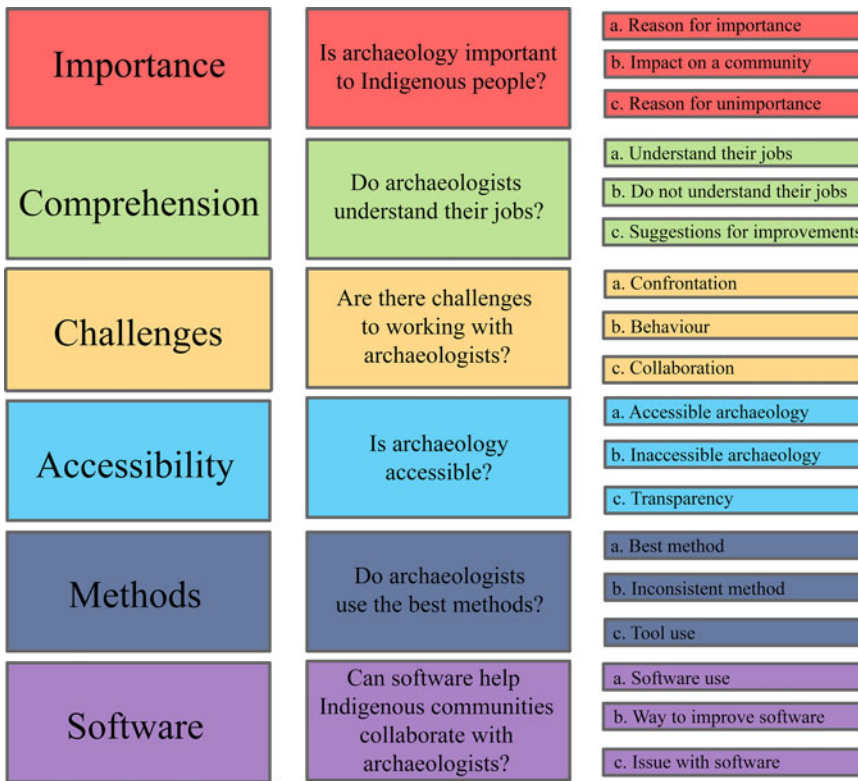 Importance
Is archaeology important
to Indigenous people?
a. Reason for importance
b. Impact on a community
c. Reason for unimportance
Comprehension
Do archaeologists
understand their jobs?
a. Understand their jobs
b. Do not understand their jobs
c. Suggestions for improvements
Challenges
Are there challenges
to working with
archaeologists?
a. Confrontation
b. Behaviour
c. Collaboration
Accessibility
Is archaeology
accessible?
a. Accessible archaeology
b. Inaccessible archaeology
c. Transparency
Methods
Do archaeologists
use the best methods?
a. Best method
b. Inconsistent method
c. Tool use
Software
Can software help
Indigenous communities
collaborate with
archaeologists?
a. Software use
b. Way to improve software
c. Issue with software